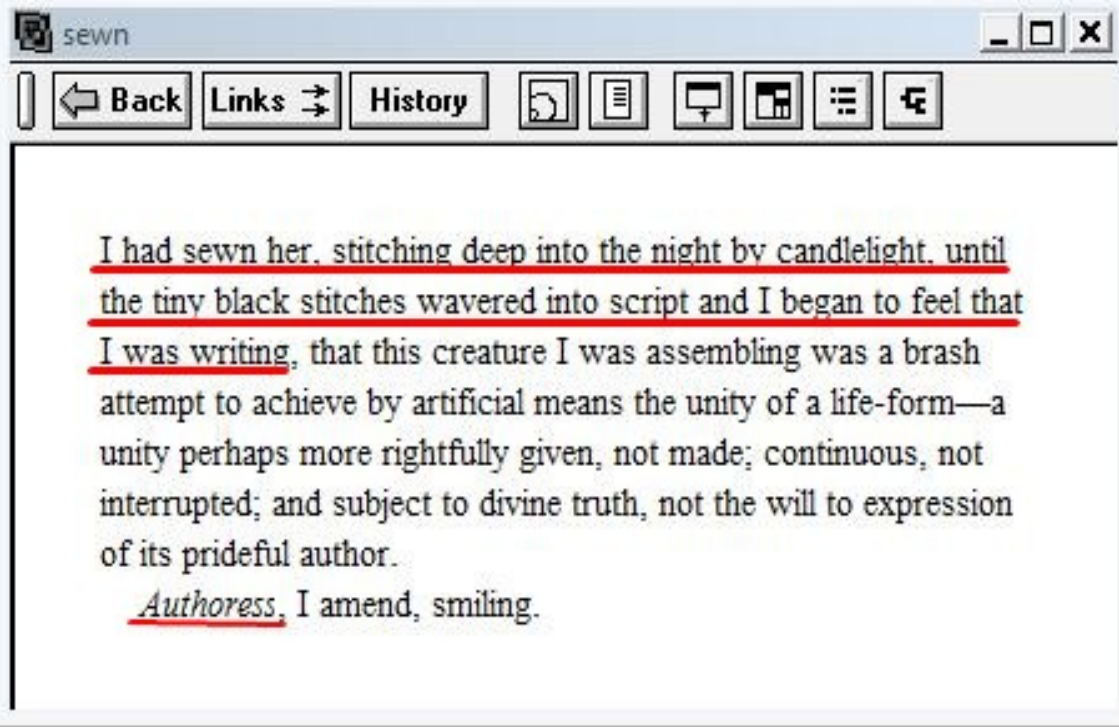 sewn
Back Links History
I had sewn her, stitching deep into the night by candlelight, until
the tiny black stitches wavered into script and I began to feel that
I was writing, that this creature I was assembling was a brash
attempt to achieve by artificial means the unity of a life-form—a
unity perhaps more rightfully given, not made; continuous, not
interrupted; and subject to divine truth, not the will to expression
of its prideful author.
Authoress, I amend, smiling.